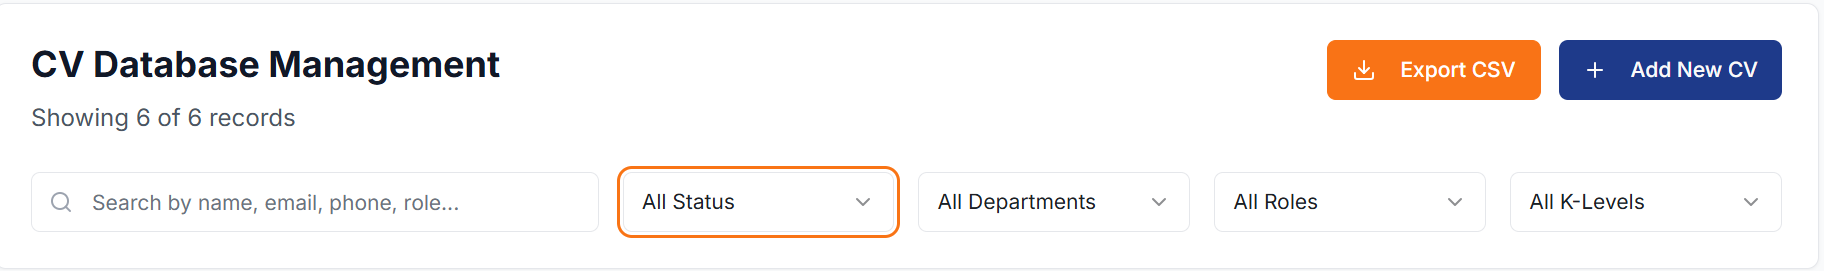 CV Database Management
Export CSV
Add New CV
Showing 6 of 6 records
Search by name, email, phone, role...
All Status
All Departments
All Roles
All K-Levels